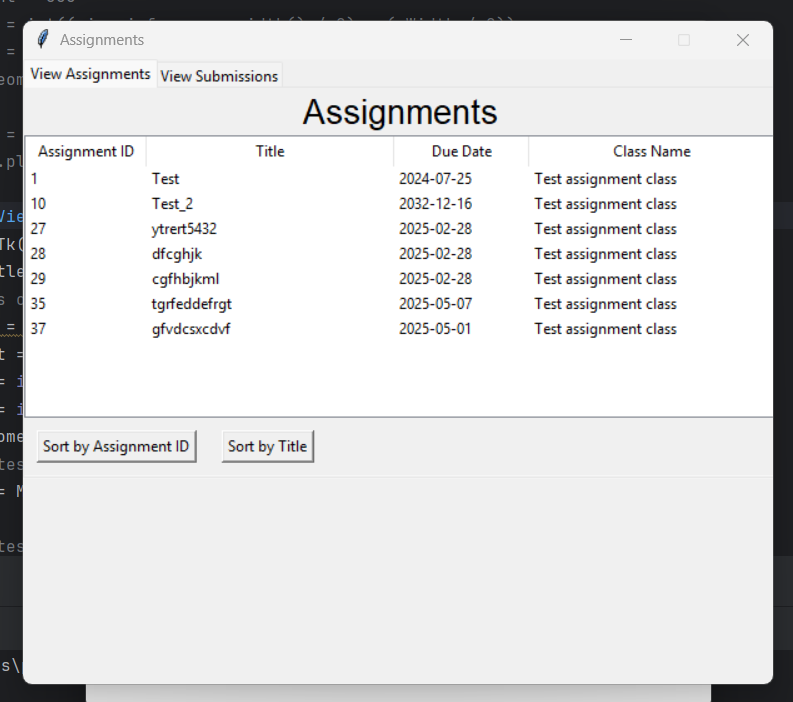 Assignments
View Assignments View Submissions
Assignments
Assignment ID Title Due Date Class Name
1 Test 2024-07-25 Test assignment class
10 Test_2 2032-12-16 Test assignment class
27 ytrert5432 2025-02-28 Test assignment class
28 dfcghjk 2025-02-28 Test assignment class
29 cgfhbjkml 2025-02-28 Test assignment class
35 tgrfeddefrgt 2025-05-07 Test assignment class
37 gfvdcsxcdvf 2025-05-01 Test assignment class
Sort by Assignment ID Sort by Title